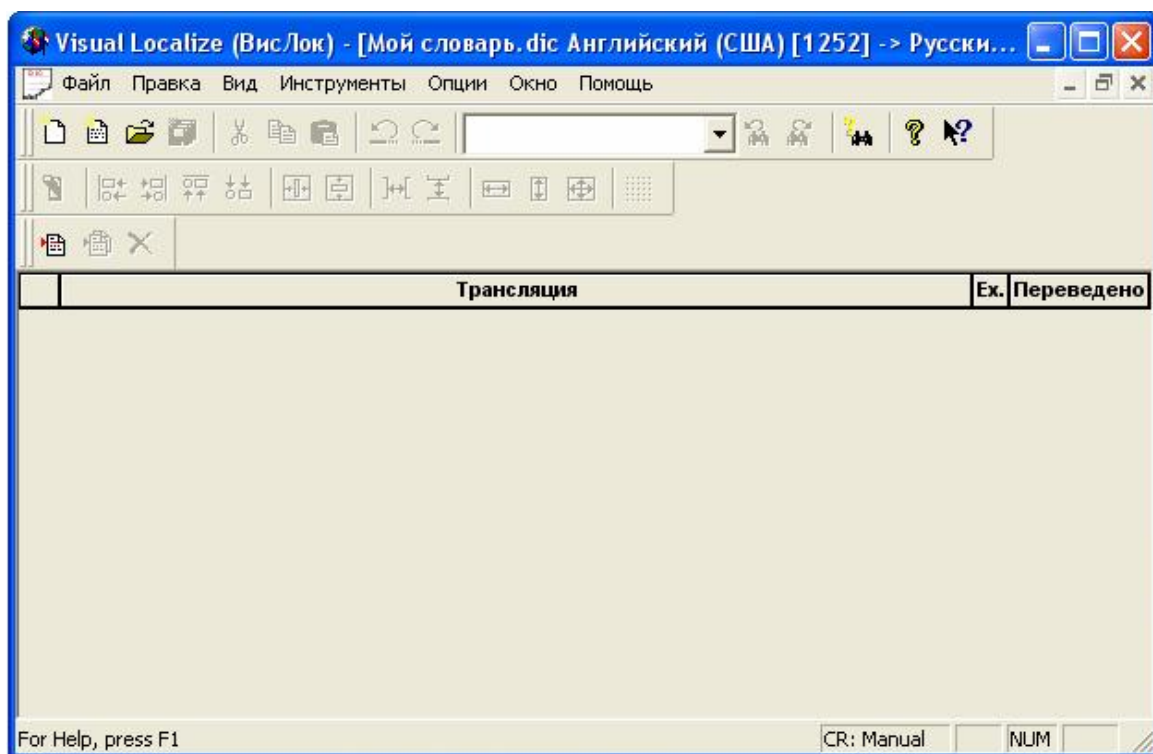 Visual Localize (ВисЛок) - [Мой словарь.dic Английский (США) [1252] -> Русски...
Файл Правка Вид Инструменты Опции Окно Помощь
Трансляция Ex. Переведено
For Help, press F1 CR: Manual NUM